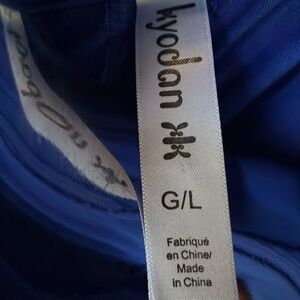 kyodan
G/L
Fabriqué
en Chine/
Made
in China